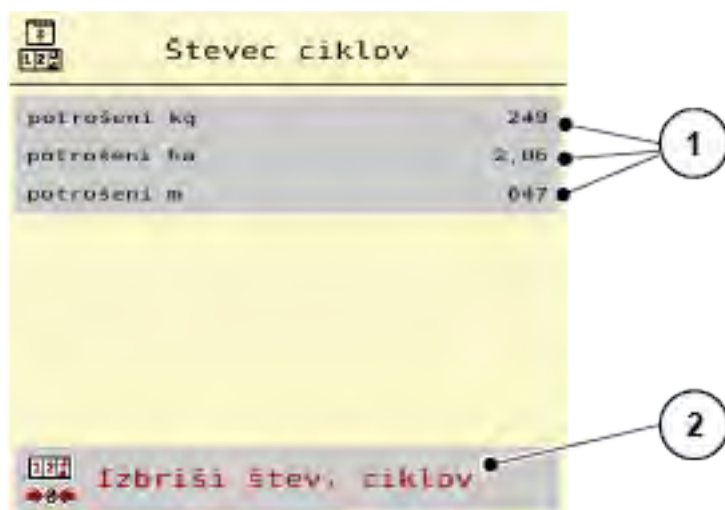 Števec ciklov
potrošeni kg 249
potrošeni ha 2,06
potrošeni m 047
1
Izbriši štev. ciklov
2